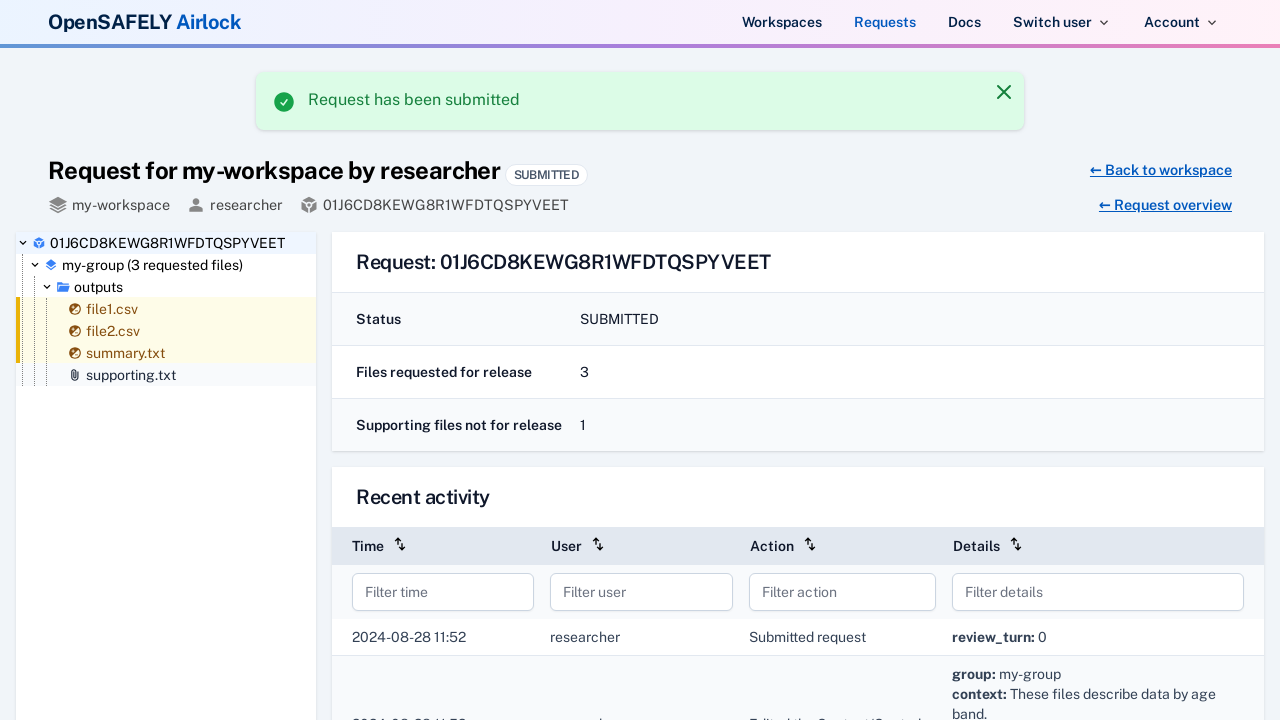 OpenSAFELY Airlock
Workspaces Requests Docs Switch user Account
Request has been submitted
Request for my-workspace by researcher SUBMITTED
← Back to workspace
my-workspace researcher 01J6CD8KEWG8R1WFDTQSPYVEET
← Request overview
01J6CD8KEWG8R1WFDTQSPYVEET
my-group (3 requested files)
outputs
file1.csv
file2.csv
summary.txt
supporting.txt
Request: 01J6CD8KEWG8R1WFDTQSPYVEET
Status SUBMITTED
Files requested for release 3
Supporting files not for release 1
Recent activity
Time User Action Details
Filter time Filter user Filter action Filter details
2024-08-28 11:52 researcher Submitted request review_turn: 0
group: my-group
context: These files describe data by age
band.